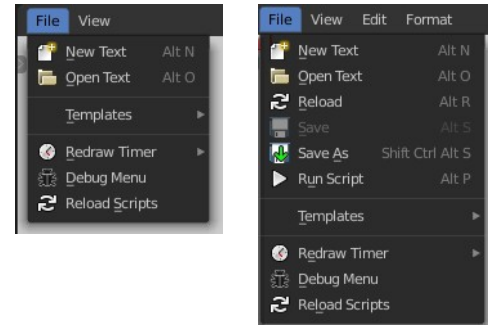 File View
New Text Alt N
Open Text Alt O
Templates
Redraw Timer
Debug Menu
Reload Scripts
File View Edit Format
New Text Alt N
Open Text Alt O
Reload Alt R
Save Alt S
Save As Shift Ctrl Alt S
Run Script Alt P
Templates
Redraw Timer
Debug Menu
Reload Scripts